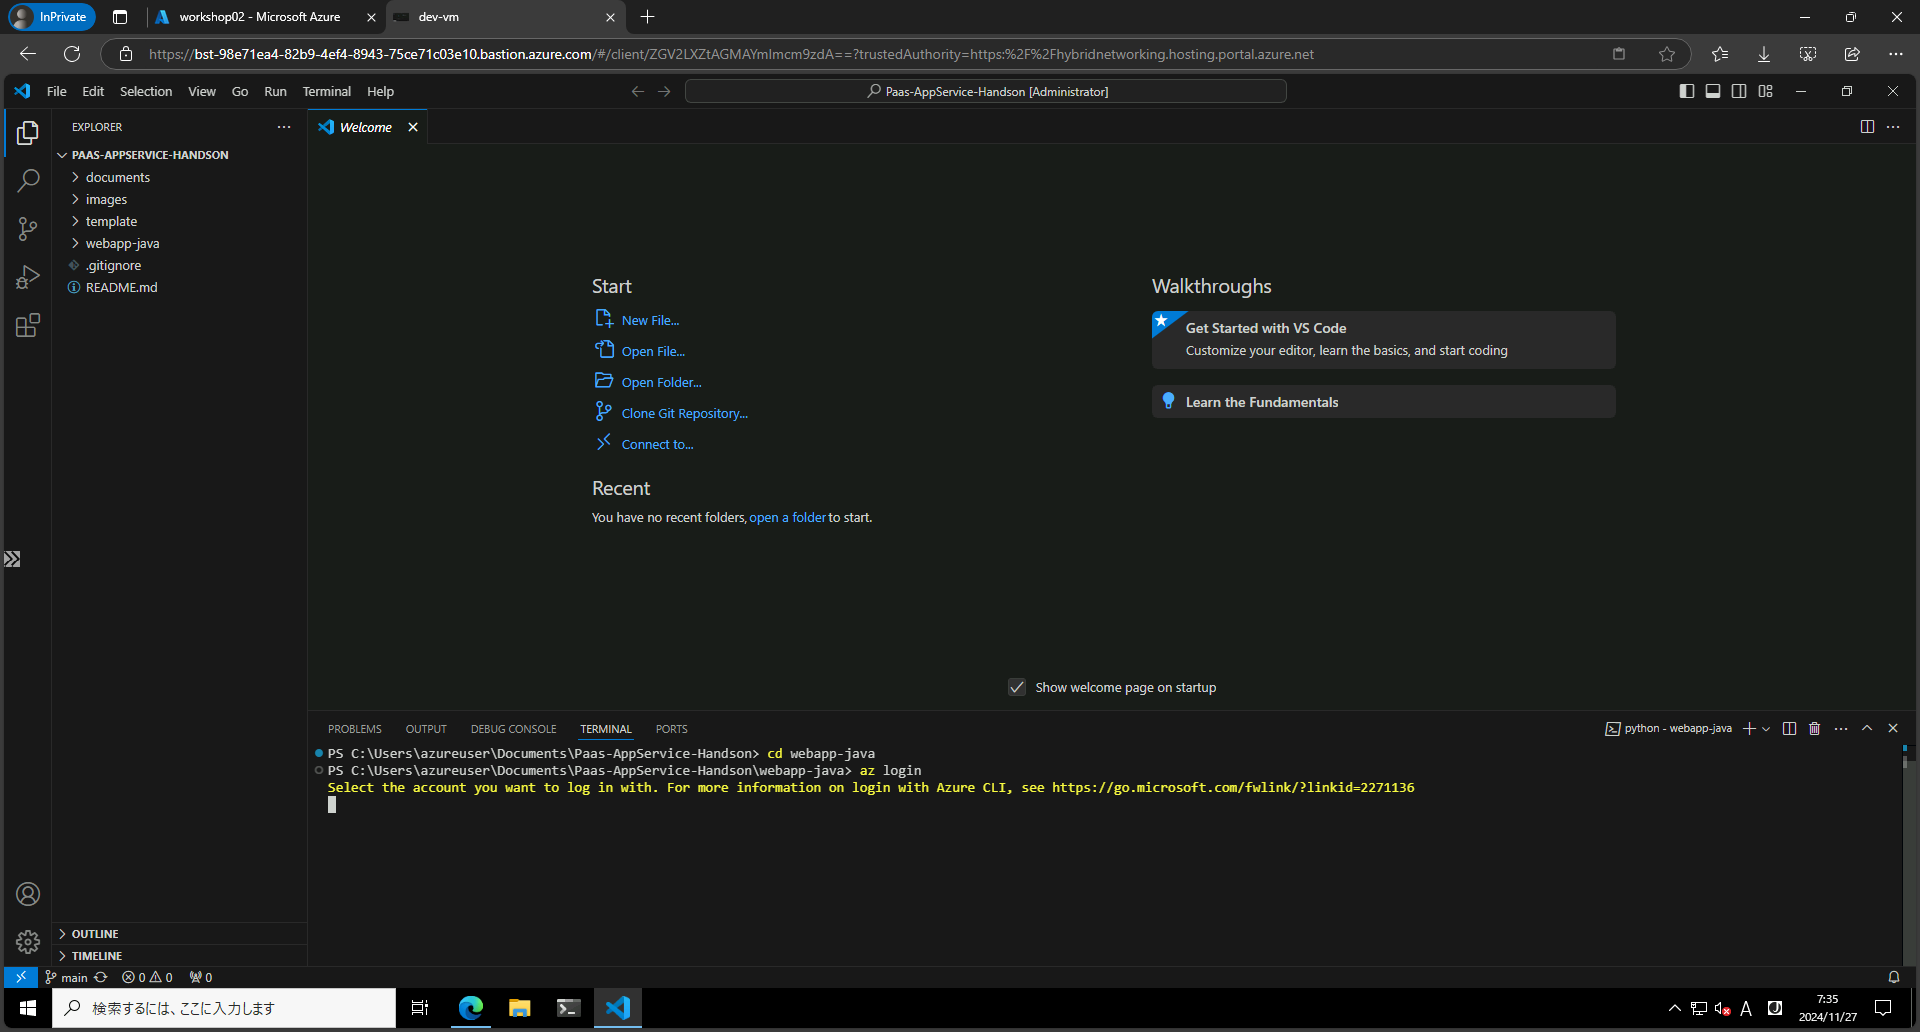 InPrivate
workshop02 - Microsoft Azure
dev-vm
https://bst-98e71ea4-82b9-4ef4-8943-75ce71c03e10.bastion.azure.com/#/client/ZGV2LXZtAGMAYmlmcm9zdA==?trustedAuthority=https:%2F%2Fhybridnetworking.hosting.portal.azure.net
File Edit Selection View Go Run Terminal Help
Paas-AppService-Handson [Administrator]
EXPLORER
Welcome
PAAS-APPSERVICE-HANDSON
documents
images
template
webapp-java
.gitignore
README.md
Start
New File...
Open File...
Open Folder...
Clone Git Repository...
Connect to...
Recent
You have no recent folders, open a folder to start.
Walkthroughs
Get Started with VS Code
Customize your editor, learn the basics, and start coding
Learn the Fundamentals
Show welcome page on startup
PROBLEMS OUTPUT DEBUG CONSOLE TERMINAL PORTS
python - webapp-java
PS C:\Users\azureuser\Documents\Paas-AppService-Handson> cd webapp-java
PS C:\Users\azureuser\Documents\Paas-AppService-Handson\webapp-java> az login
Select the account you want to log in with. For more information on login with Azure CLI, see https://go.microsoft.com/fwlink/?linkid=2271136
OUTLINE
TIMELINE
main 0 0 0
検索するには、ここに入力します
A
7:35
2024/11/27